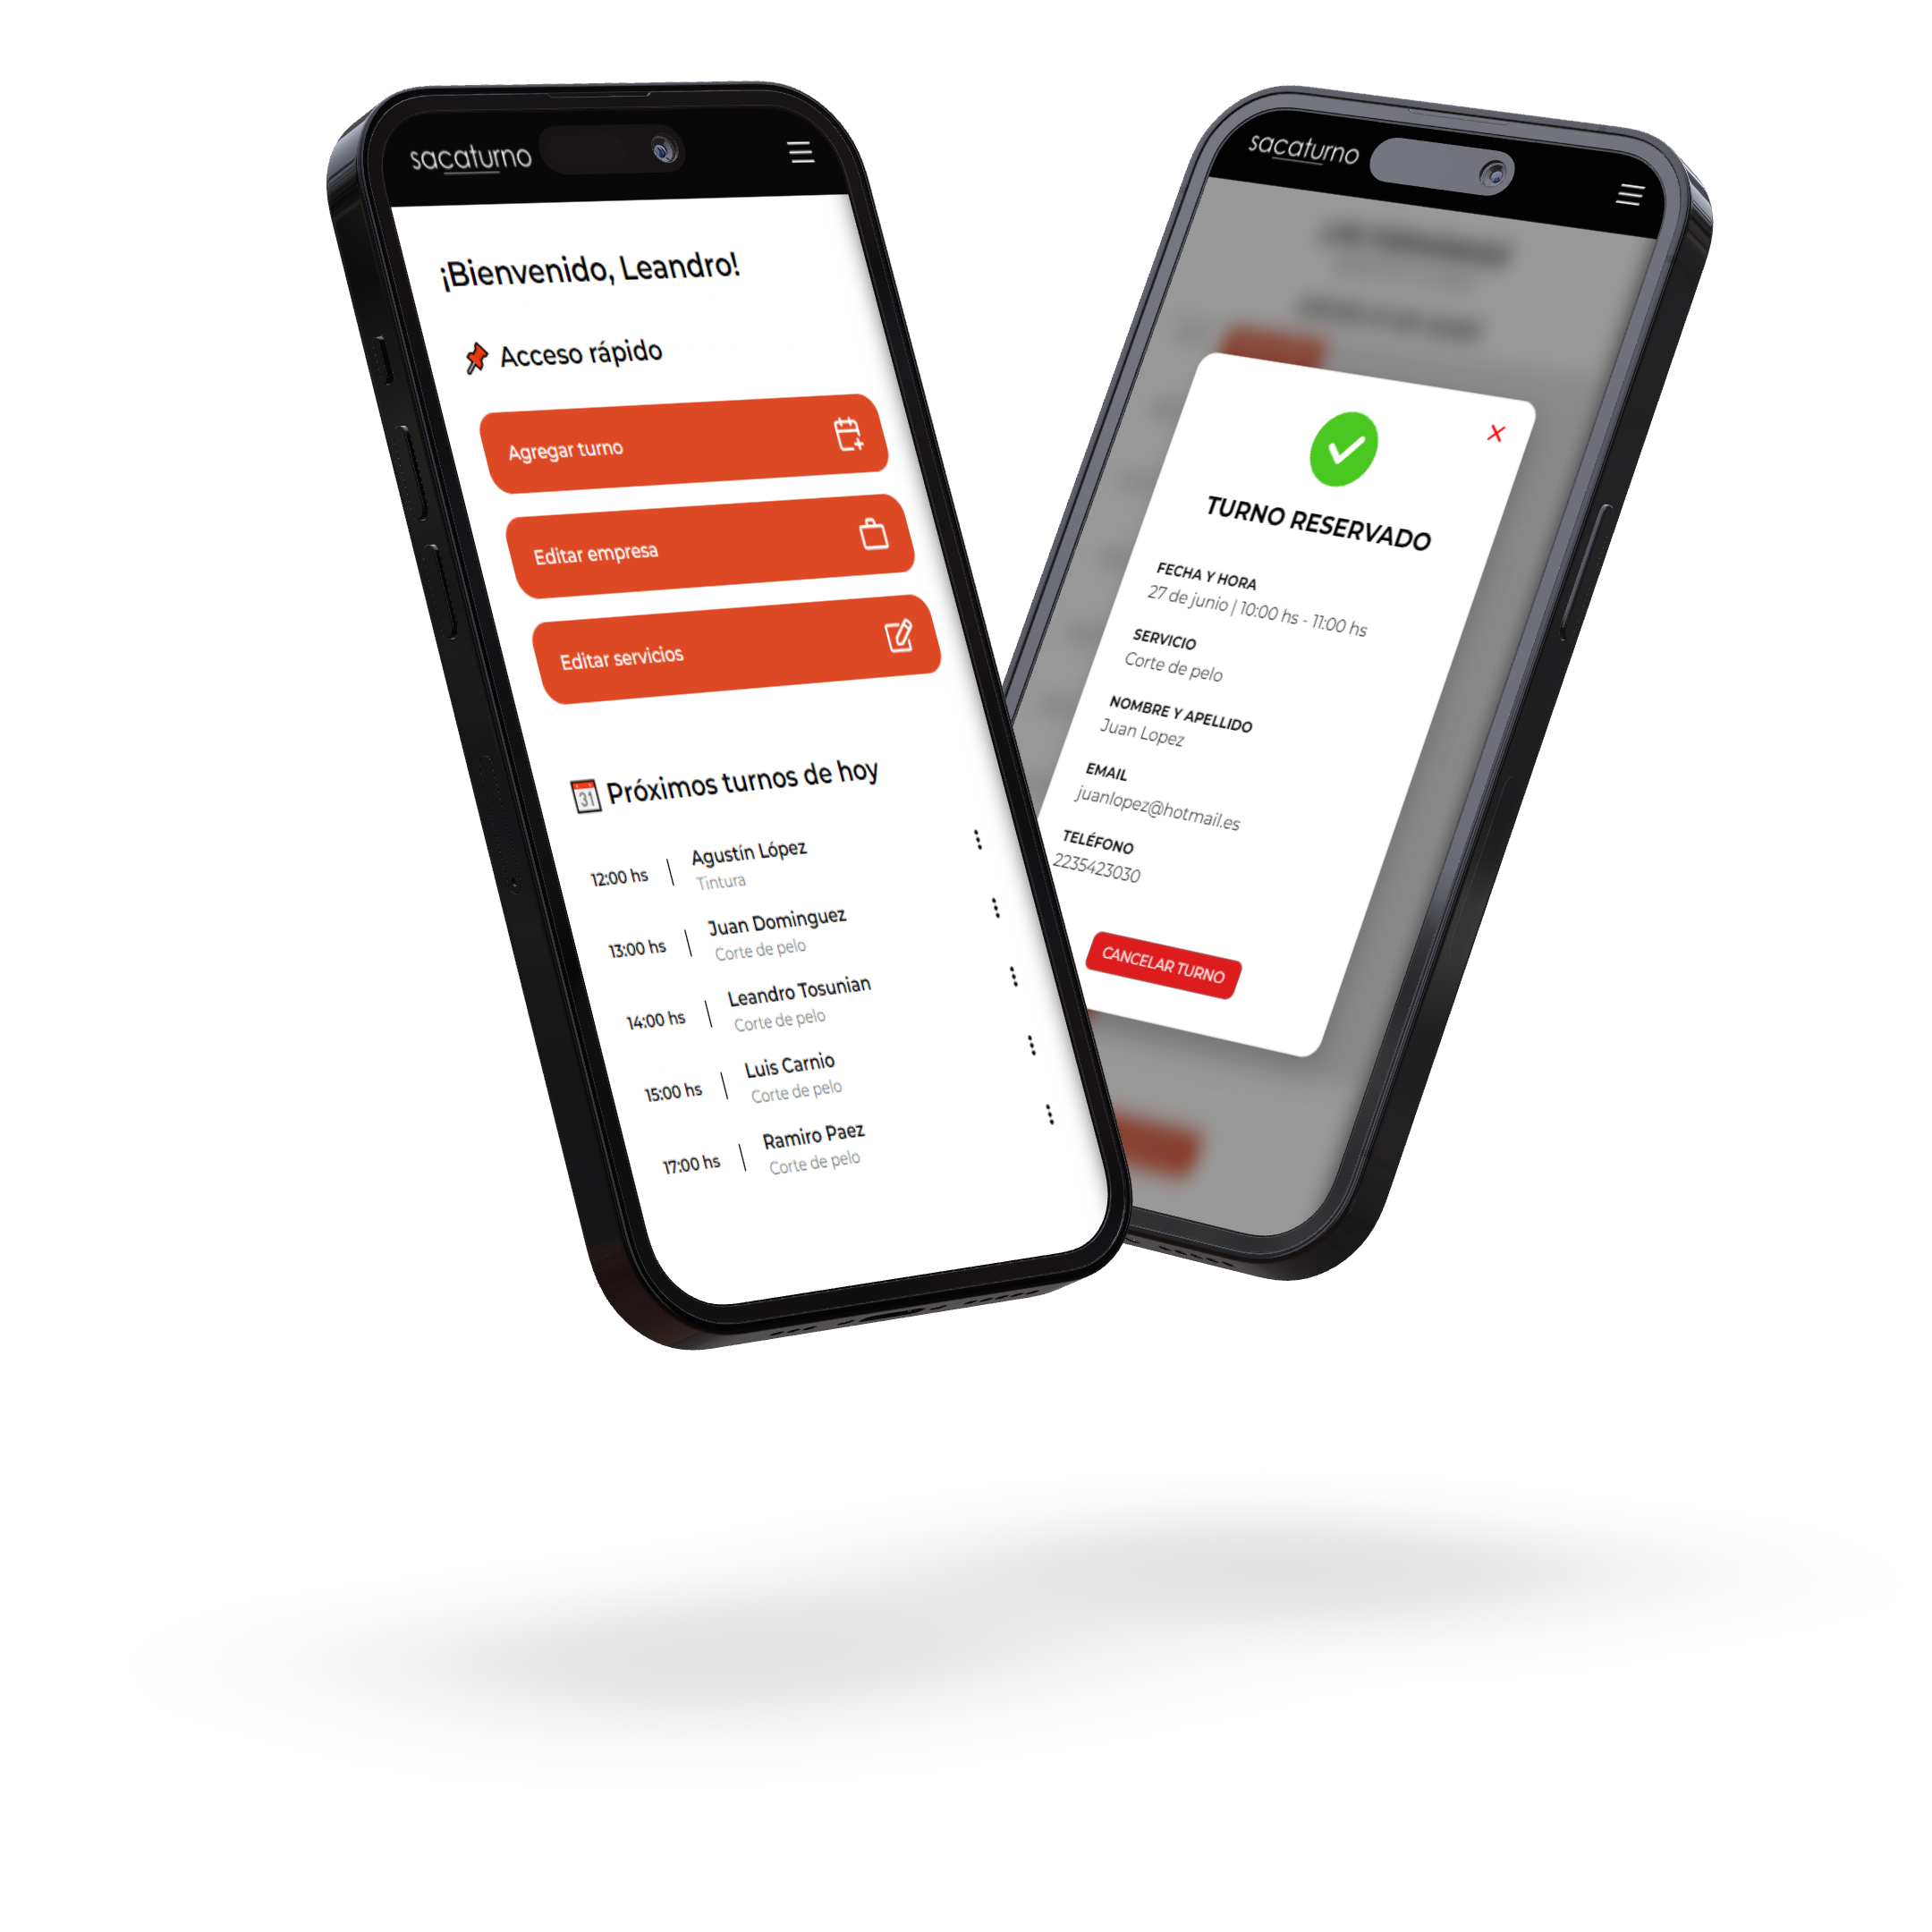 sacaturno
¡Bienvenido, Leandro!
Acceso rápido
Agregar turno
Editar empresa
Editar servicios
31 Próximos turnos de hoy
12:00 hs | Agustín López
Tintura
13:00 hs | Juan Dominguez
Corte de pelo
14:00 hs | Leandro Tosunian
Corte de pelo
15:00 hs | Luis Carnio
Corte de pelo
17:00 hs | Ramiro Paez
Corte de pelo
sacaturno
TURNO RESERVADO
FECHA Y HORA
27 de junio | 10:00 hs - 11:00 hs
SERVICIO
Corte de pelo
NOMBRE Y APELLIDO
Juan Lopez
EMAIL
juanlopez@hotmail.es
TELÉFONO
2235423030
CANCELAR TURNO